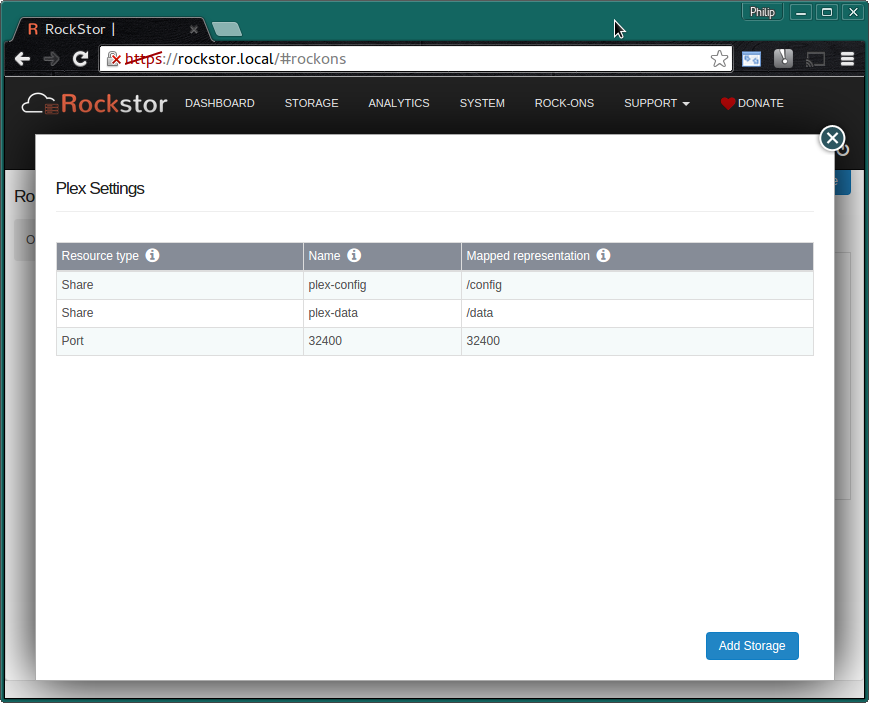 Philip
RockStor |
https://rockstor.local/#rockons
Rockstor DASHBOARD STORAGE ANALYTICS SYSTEM ROCK-ONS SUPPORT DONATE
Plex Settings
Resource type Name Mapped representation
Share plex-config /config
Share plex-data /data
Port 32400 32400
Add Storage